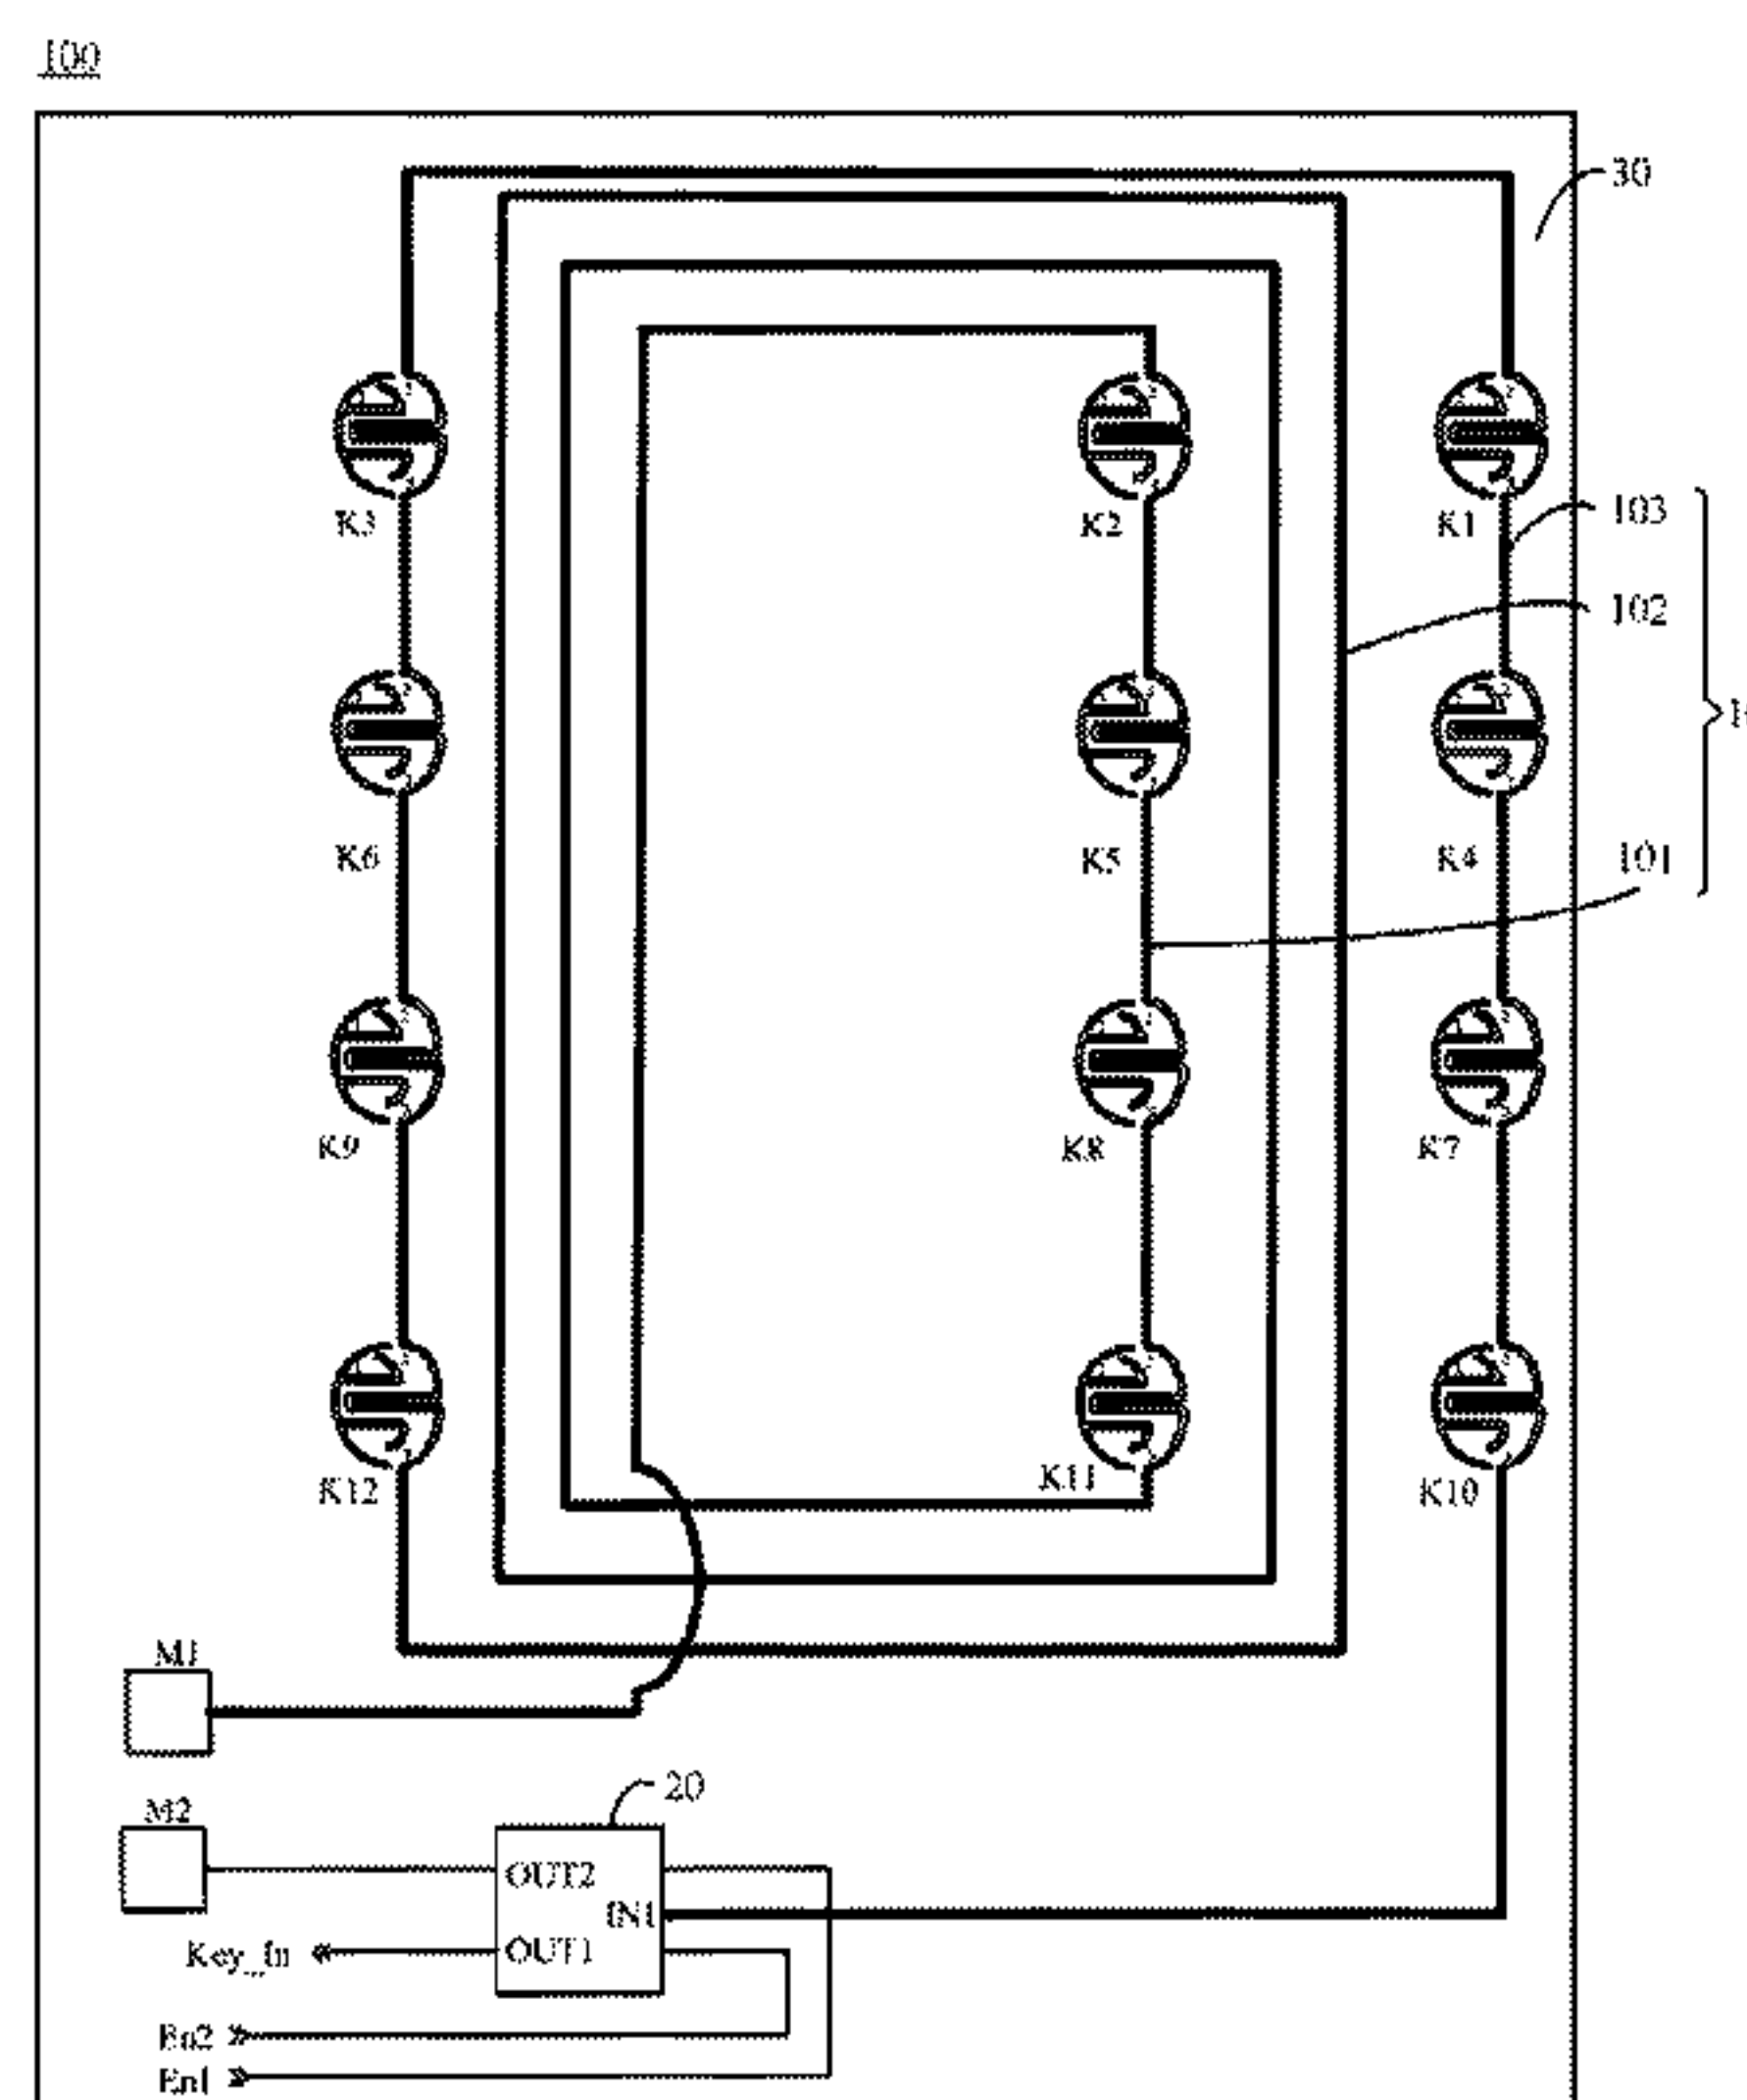 100
30
K3 K2 K1
103
102
K6 K5 K4
101
K9 K8 K7
K12 K11 K10
M1
20
M2
OUT2
IN1
Key_In OUT1
En2
En1